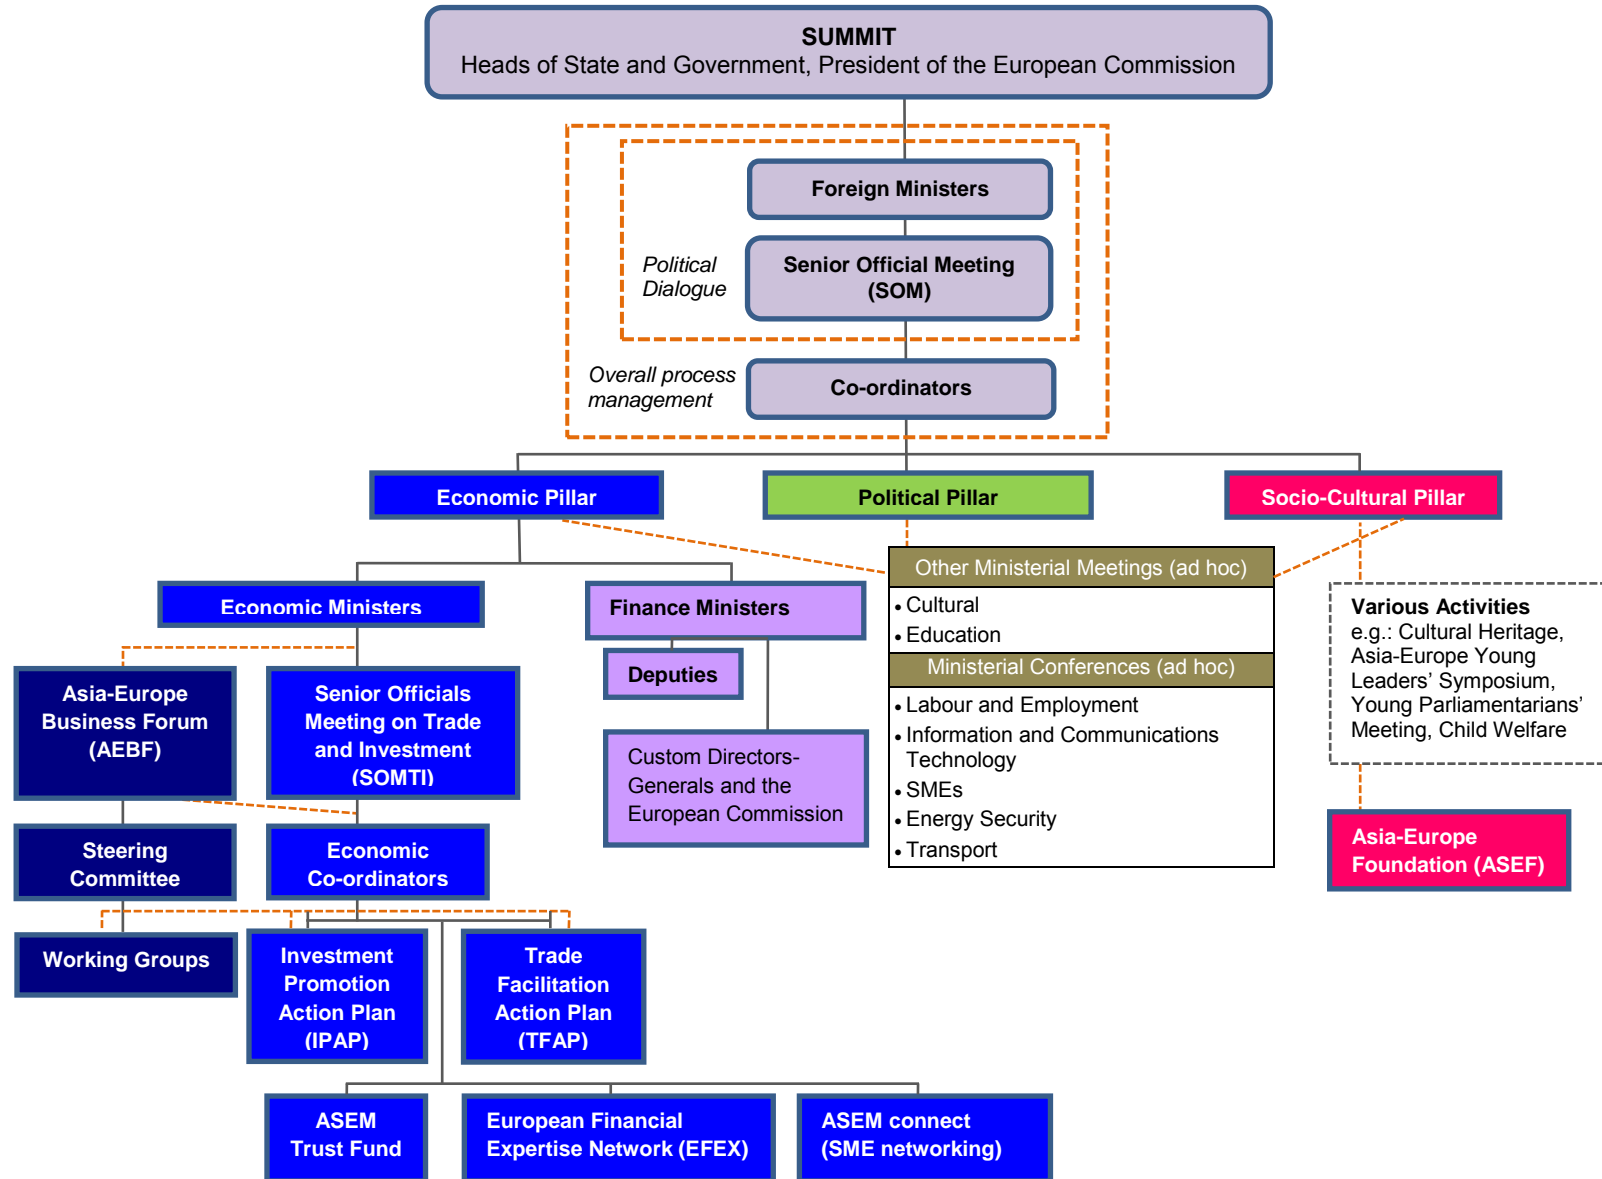 SUMMIT
Heads of State and Government, President of the European Commission
Foreign Ministers
Political
Dialogue
Senior Official Meeting
(SOM)
Overall process
management
Co-ordinators
Economic Pillar
Political Pillar
Socio-Cultural Pillar
Economic Ministers
Finance Ministers
Deputies
Custom Directors-
Generals and the
European Commission
Other Ministerial Meetings (ad hoc)
• Cultural
• Education
Ministerial Conferences (ad hoc)
• Labour and Employment
• Information and Communications
Technology
• SMEs
• Energy Security
• Transport
Various Activities
e.g.: Cultural Heritage,
Asia-Europe Young
Leaders’ Symposium,
Young Parliamentarians’
Meeting, Child Welfare
Asia-Europe
Foundation (ASEF)
Asia-Europe
Business Forum
(AEBF)
Senior Officials
Meeting on Trade
and Investment
(SOMTI)
Steering
Committee
Economic
Co-ordinators
Working Groups
Investment
Promotion
Action Plan
(IPAP)
Trade
Facilitation
Action Plan
(TFAP)
ASEM
Trust Fund
European Financial
Expertise Network (EFEX)
ASEM connect
(SME networking)